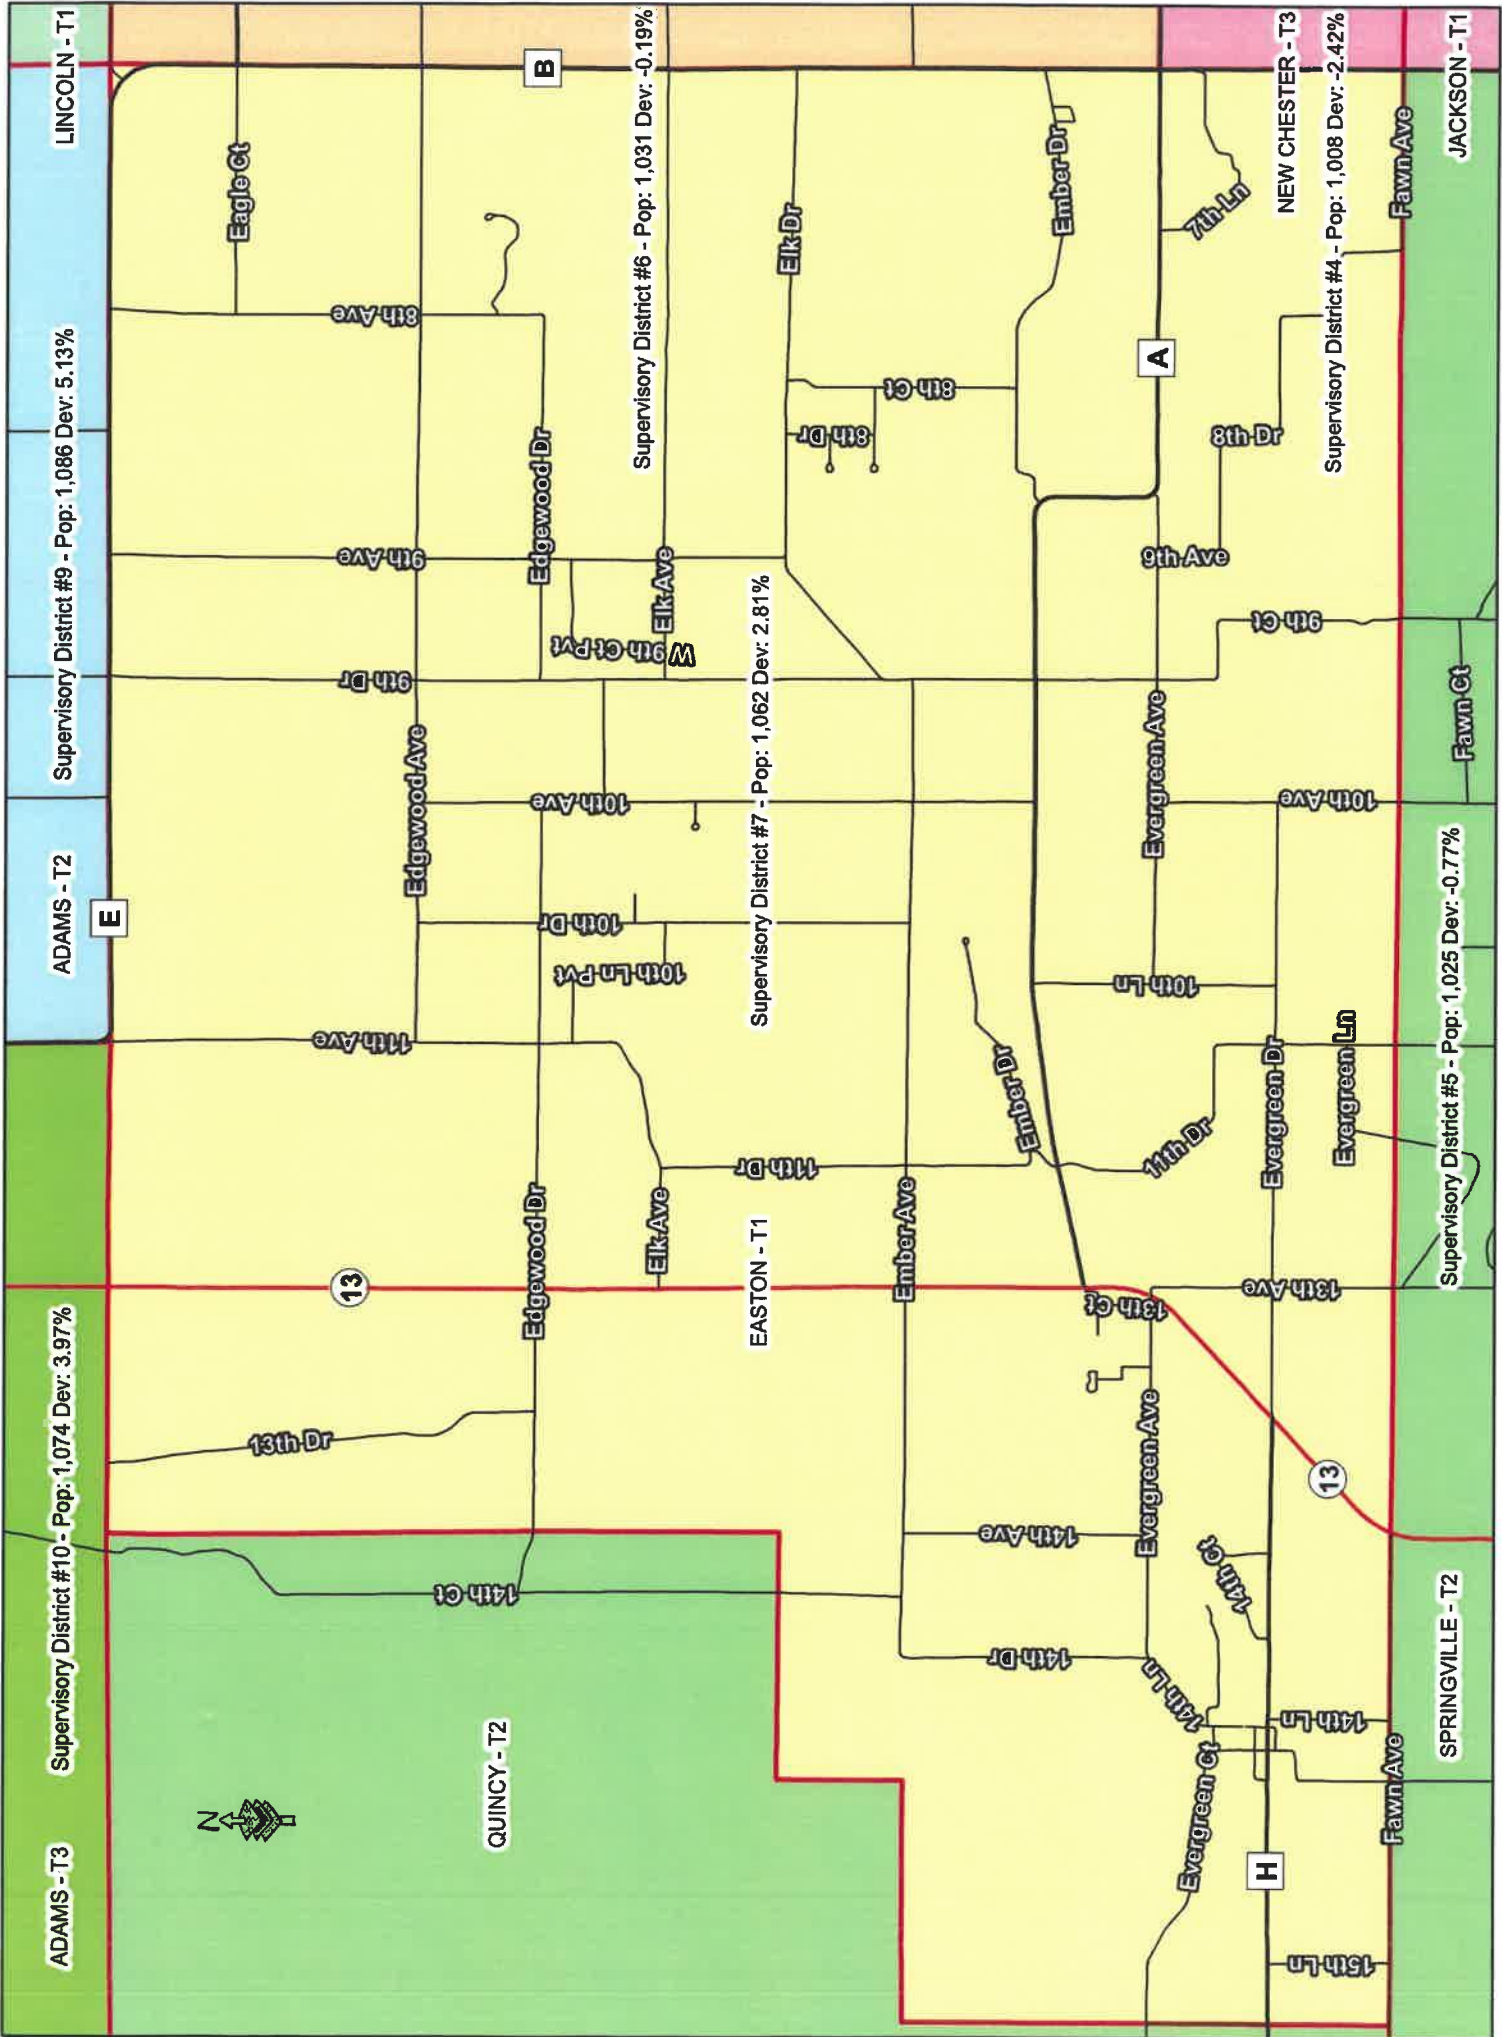 ADAMS - T3
Supervisory District #10 - Pop: 1,074 Dev: 3.97%
ADAMS - T2
Supervisory District #9 - Pop: 1,086 Dev: 5.13%
LINCOLN - T1
E
N
13th Dr
13
11th Ave
9th Dr
9th Ave
8th Ave
Eagle Ct
Edgewood Ave
QUINCY - T2
14th Ct
Edgewood Dr
10th Dr
10th Ave
Edgewood Dr
B
10th Ln Pvt
9th Ct Pvt
W
Elk Ave
Elk Ave
Supervisory District #6 - Pop: 1,031 Dev: -0.19%
EASTON - T1
11th Dr
Supervisory District #7 - Pop: 1,062 Dev: 2.81%
Elk Dr
8th Dr
8th Ct
Ember Ave
Ember Dr
Ember Dr
14th Dr
14th Ave
13th Ct
Evergreen Ave
Evergreen Ave
A
14th Ln
11th Dr
10th Ln
9th Ave
8th Dr
7th Ln
Evergreen Ct
14th Ct
H
Evergreen Dr
13th Ave
10th Ave
9th Ct
NEW CHESTER - T3
15th Ln
14th Ln
13
Evergreen Ln
Supervisory District #4 - Pop: 1,008 Dev: -2.42%
Fawn Ave
Fawn Ave
SPRINGVILLE - T2
Supervisory District #5 - Pop: 1,025 Dev: -0.77%
Fawn Ct
JACKSON - T1